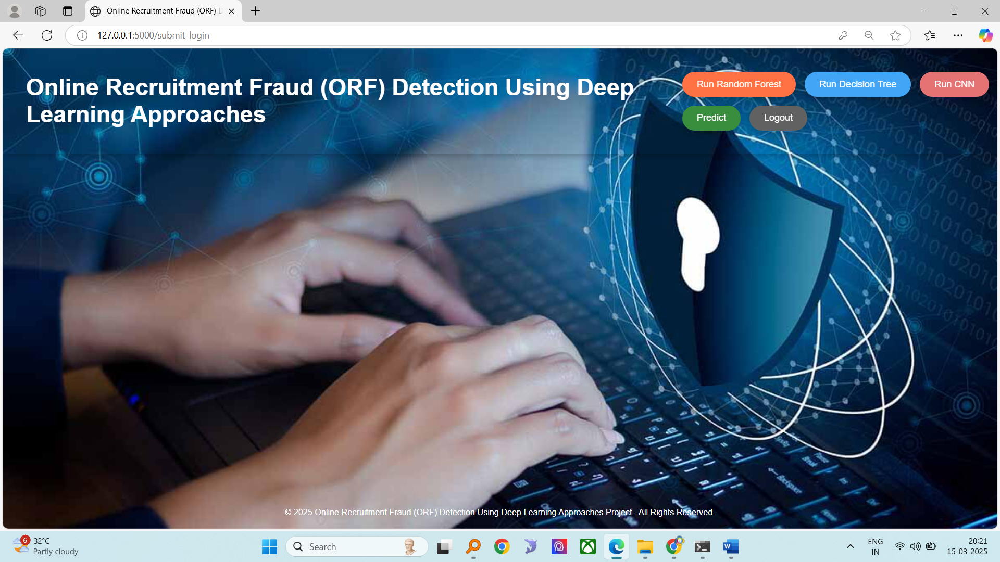 Online Recruitment Fraud (ORF) D
127.0.0.1:5000/submit_login
Online Recruitment Fraud (ORF) Detection Using Deep
Learning Approaches
Run Random Forest
Run Decision Tree
Run CNN
Predict
Logout
Backspace
© 2025 Online Recruitment Fraud (ORF) Detection Using Deep Learning Approaches Project . All Rights Reserved.
6
32°C
Partly cloudy
Search
ENG
IN
20:21
15-03-2025